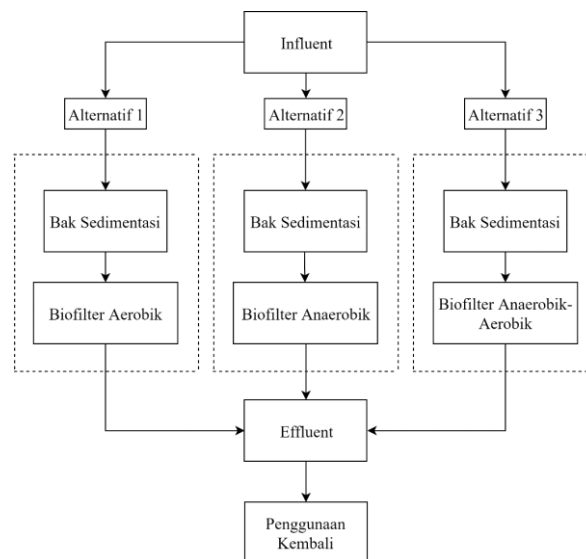 Influent
Alternatif 1
Alternatif 2
Alternatif 3
Bak Sedimentasi
Bak Sedimentasi
Bak Sedimentasi
Biofilter Aerobik
Biofilter Anaerobik
Biofilter Anaerobik-
Aerobik
Effluent
Penggunaan
Kembali